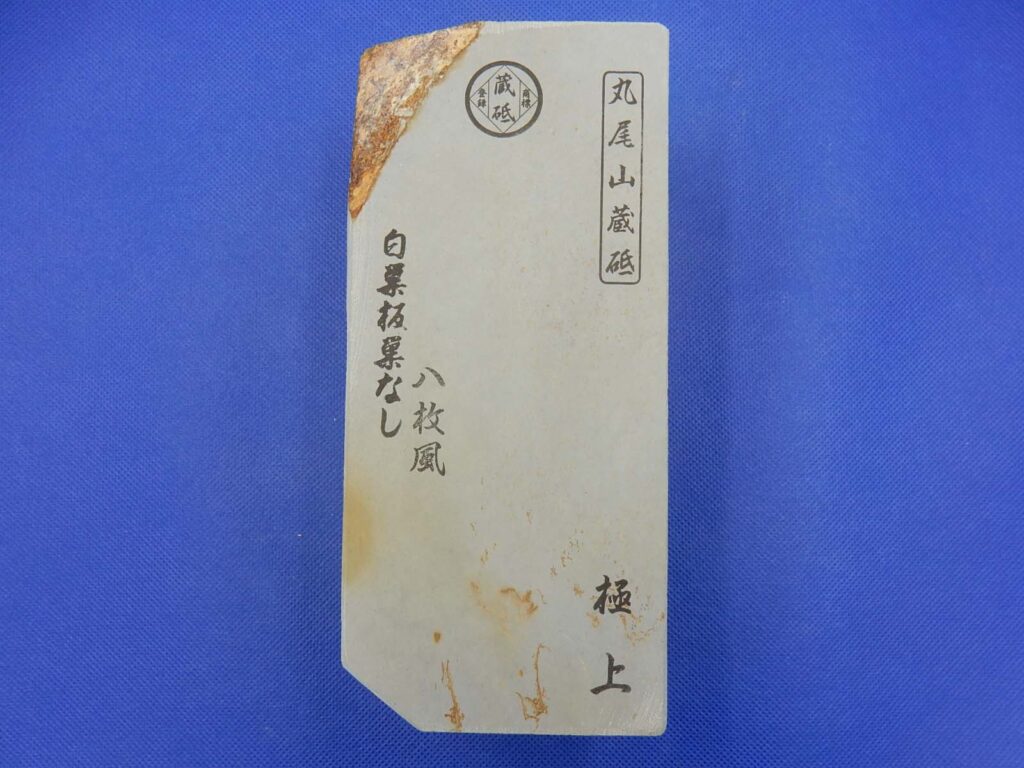 丸尾山蔵砥
登録
蔵砥
商標
白巣板巣なし
八枚風
極上